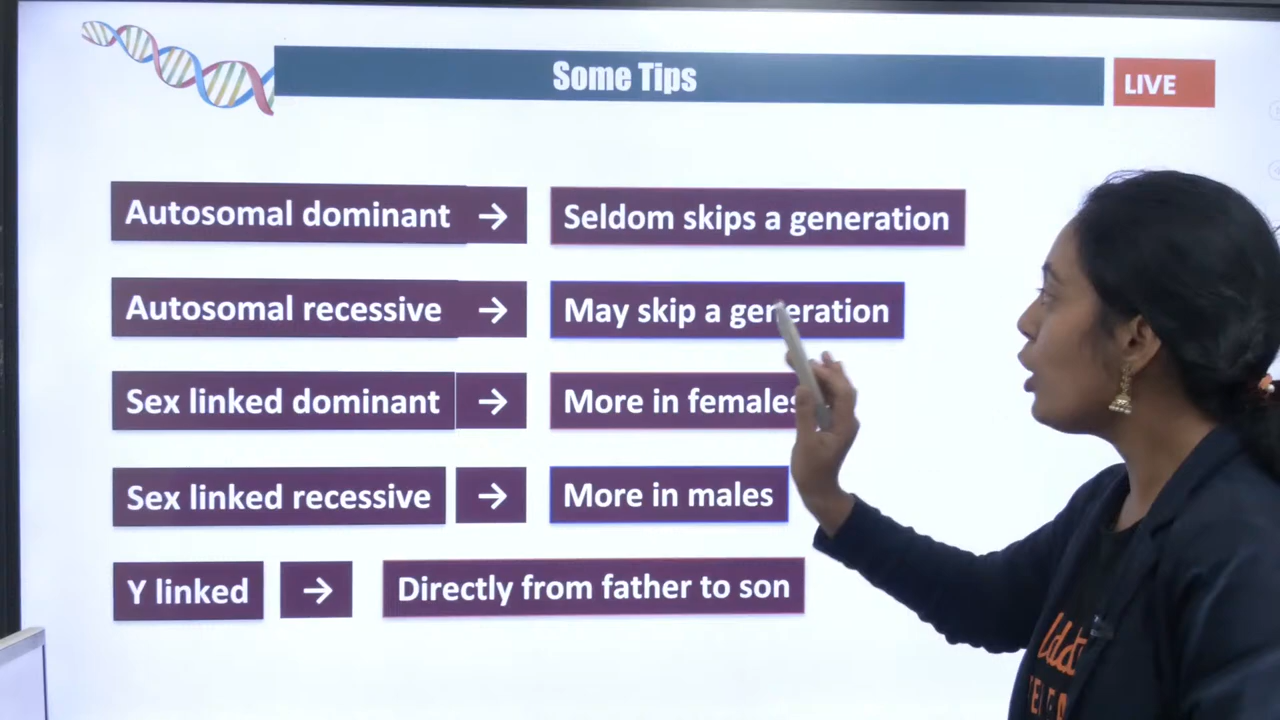 Some Tips
LIVE
Autosomal dominant → Seldom skips a generation
Autosomal recessive → May skip a generation
Sex linked dominant → More in females
Sex linked recessive → More in males
Y linked → Directly from father to son